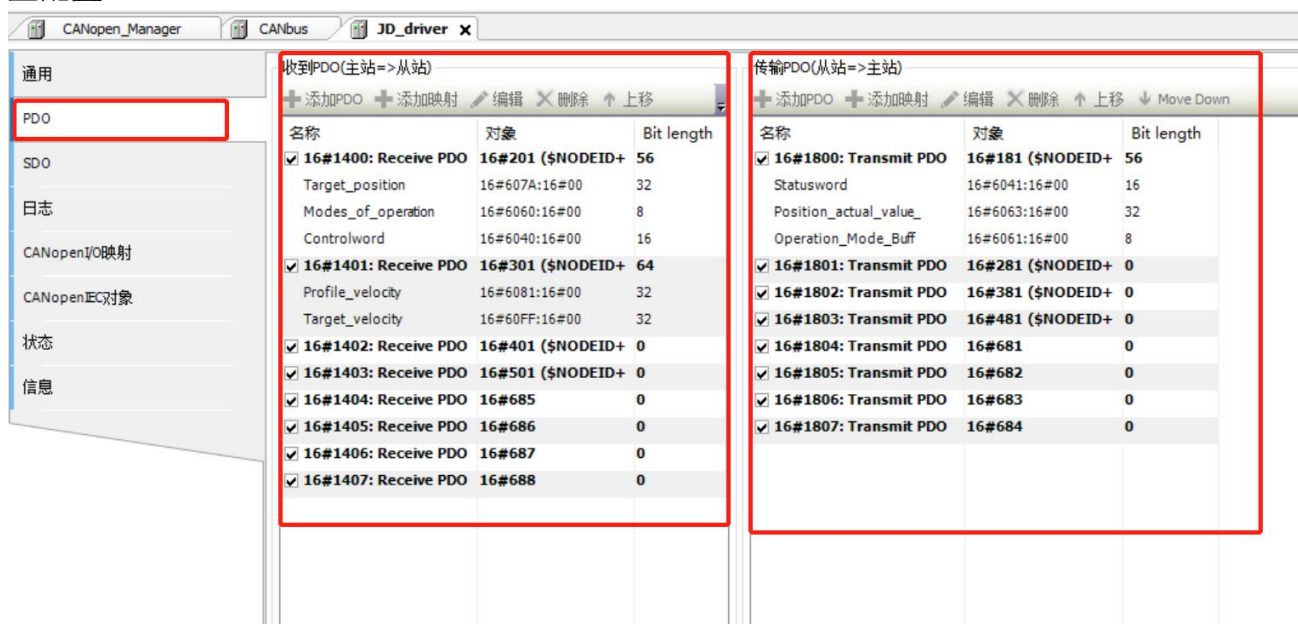 CANopen_Manager CANbus JD_driver X
通用
PDO
SDO
日志
CANopenI/O映射
CANopenIEC对象
状态
信息
收到PDO(主站=>从站)
添加PDO 添加映射 编辑 删除 上移
名称 对象 Bit length
16#1400: Receive PDO 16#201 ($NODEID+ 56
Target_position 16#607A:16#00 32
Modes_of_operation 16#6060:16#00 8
Controlword 16#6040:16#00 16
16#1401: Receive PDO 16#301 ($NODEID+ 64
Profile_velocity 16#6081:16#00 32
Target_velocity 16#60FF:16#00 32
16#1402: Receive PDO 16#401 ($NODEID+ 0
16#1403: Receive PDO 16#501 ($NODEID+ 0
16#1404: Receive PDO 16#685 0
16#1405: Receive PDO 16#686 0
16#1406: Receive PDO 16#687 0
16#1407: Receive PDO 16#688 0
传输PDO(从站=>主站)
添加PDO 添加映射 编辑 删除 上移 Move Down
名称 对象 Bit length
16#1800: Transmit PDO 16#181 ($NODEID+ 56
Statusword 16#6041:16#00 16
Position_actual_value_ 16#6063:16#00 32
Operation_Mode_Buff 16#6061:16#00 8
16#1801: Transmit PDO 16#281 ($NODEID+ 0
16#1802: Transmit PDO 16#381 ($NODEID+ 0
16#1803: Transmit PDO 16#481 ($NODEID+ 0
16#1804: Transmit PDO 16#681 0
16#1805: Transmit PDO 16#682 0
16#1806: Transmit PDO 16#683 0
16#1807: Transmit PDO 16#684 0